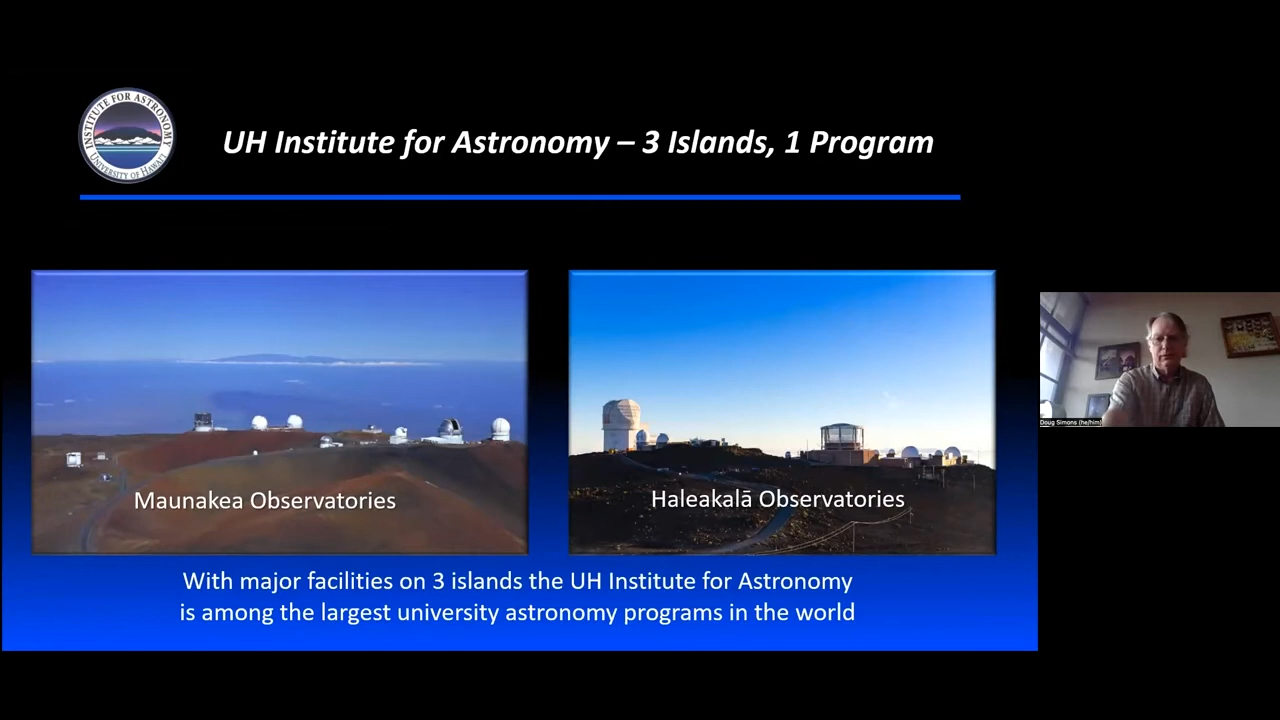 INSTITUTE FOR ASTRONOMY
UNIVERSITY OF HAWAI'I
UH Institute for Astronomy – 3 Islands, 1 Program
Maunakea Observatories
Haleakalā Observatories
With major facilities on 3 islands the UH Institute for Astronomy
is among the largest university astronomy programs in the world
Doug Simons (he/him)